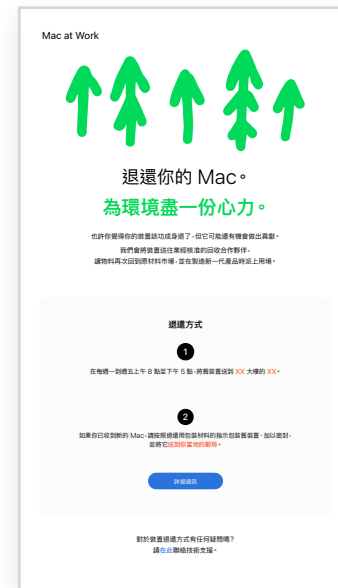 Mac at Work
退還你的 Mac。
為環境盡一份心力。
也許你覺得你的裝置該功成身退了，但它可能還有機會做出貢獻。
我們會將裝置送往業經核准的回收合作夥伴，
讓物料再次回到原材料市場，並在製造新一代產品時派上用場。
退還方式
1
在每週一到週五上午 8 點至下午 5 點，將舊裝置送到 XX 大樓的 XX。
2
如果你已收到新的 Mac，請按照退還用包裝材料的指示包裝舊裝置、加以密封，
並將它送到你當地的郵局。
詳細資訊
對於裝置退還方式有任何疑問嗎？
請在此聯絡技術支援。